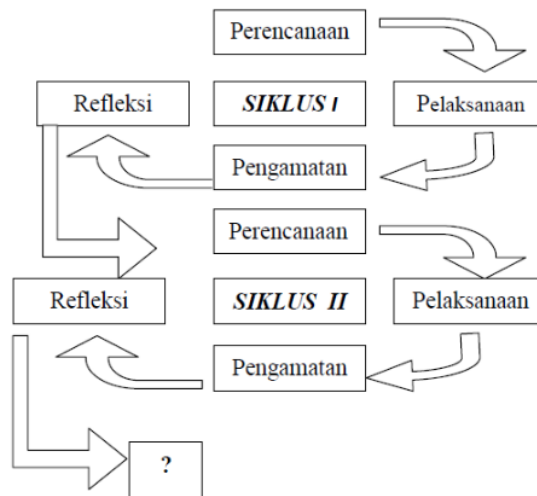 Perencanaan
Refleksi
SIKLUS I
Pelaksanaan
Pengamatan
Perencanaan
Refleksi
SIKLUS II
Pelaksanaan
Pengamatan
?